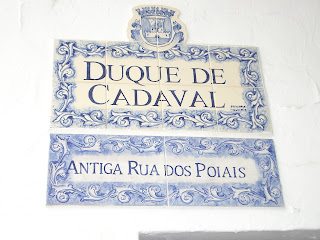 DUQUE DE
CADAVAL
ANTIGA RUA DOS POIAIS